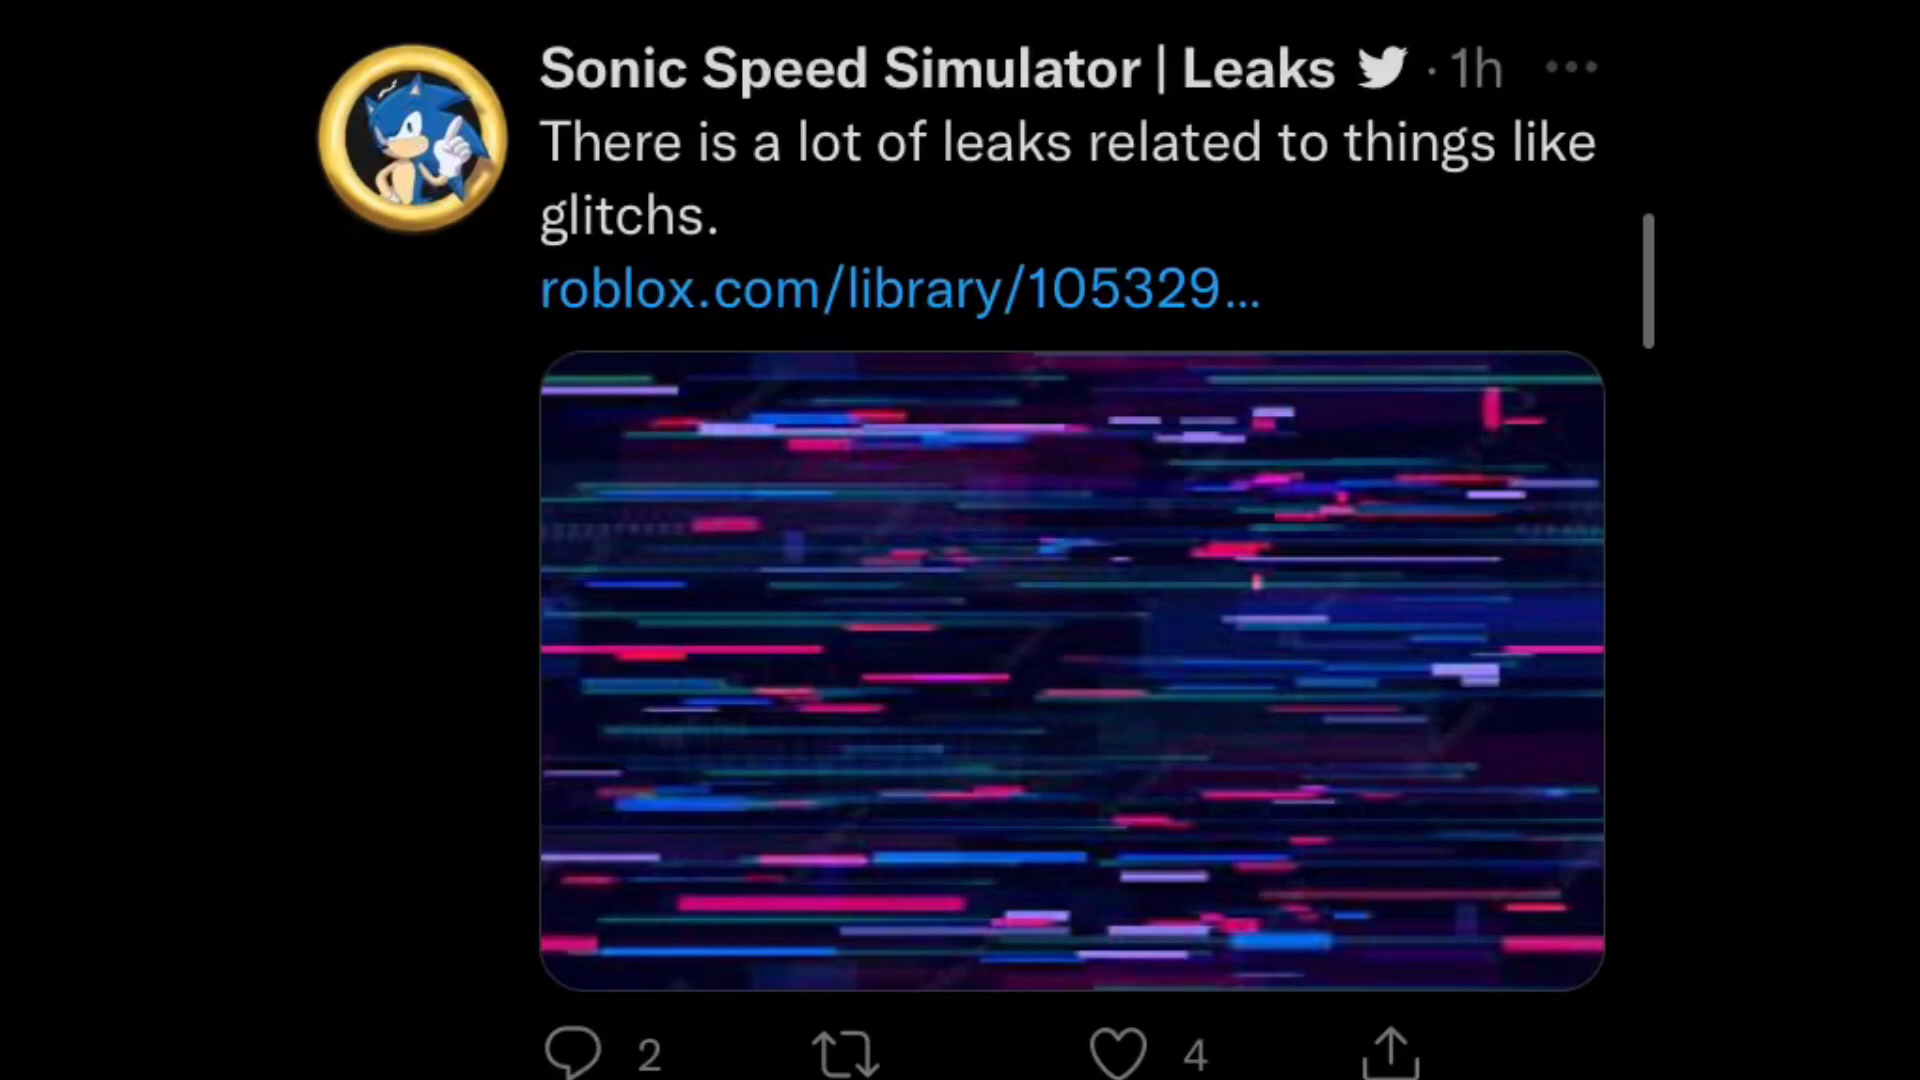 Sonic Speed Simulator | Leaks · 1h
There is a lot of leaks related to things like
glitchs.
roblox.com/library/105329...
2 4